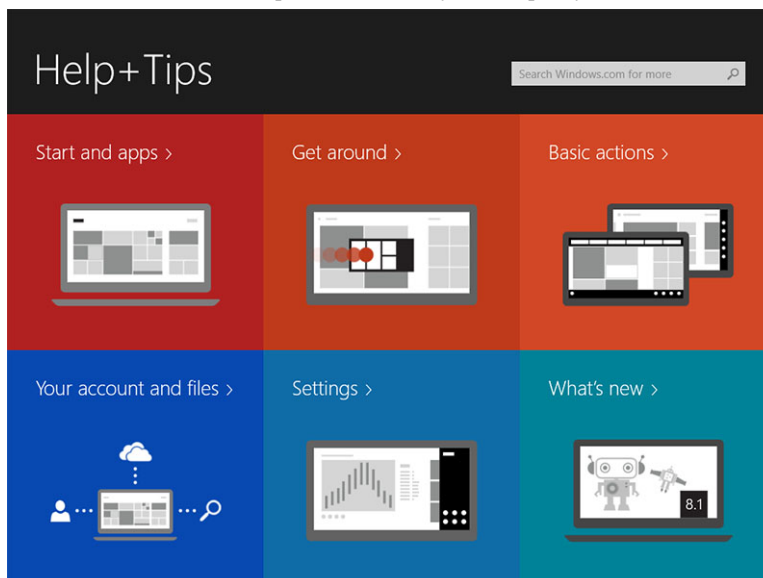 Help+Tips
Search Windows.com for more
Start and apps >
Get around >
Basic actions >
Your account and files >
Settings >
What's new >
8.1